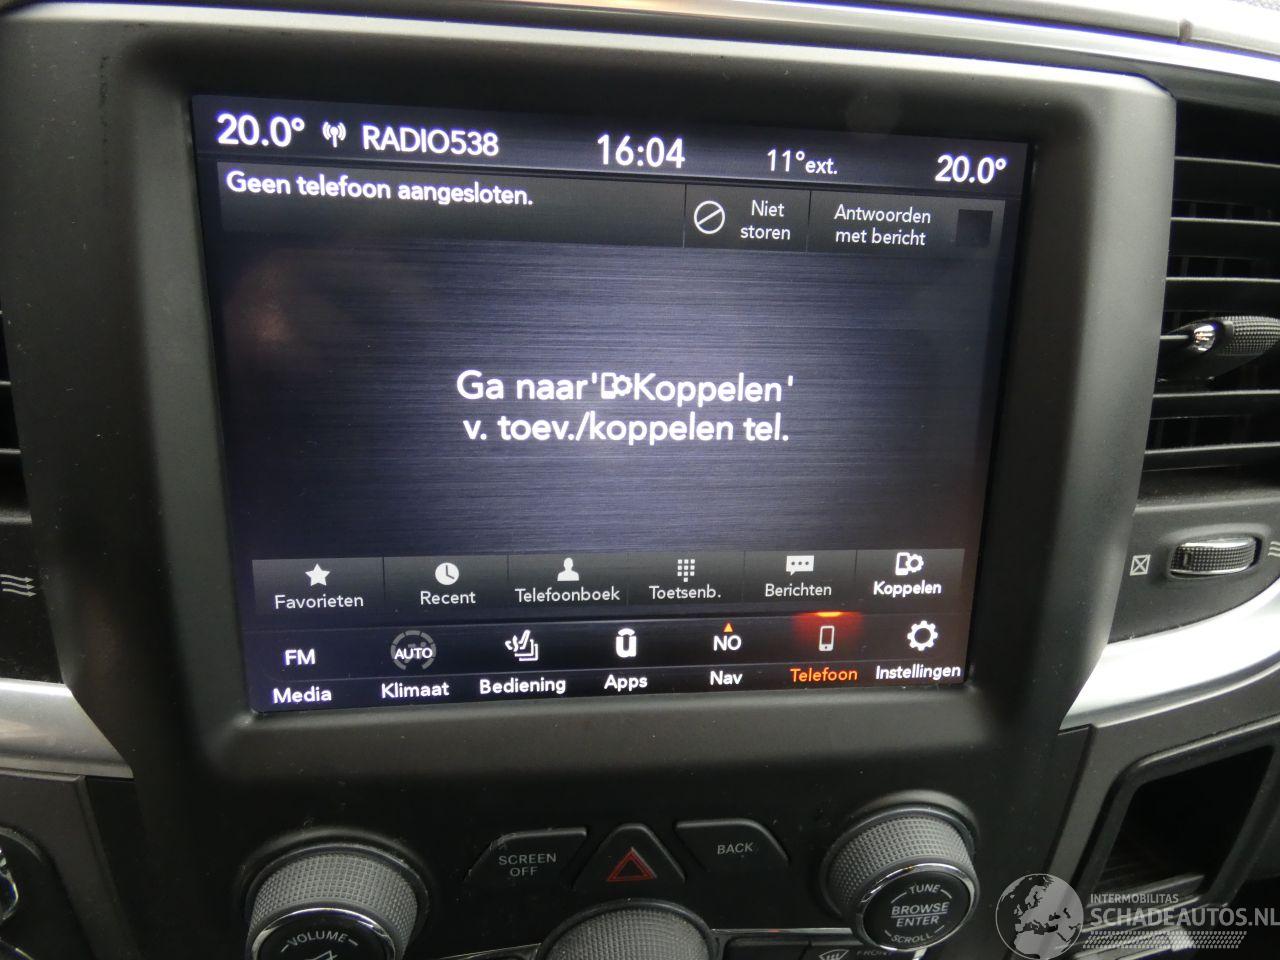 20.0° RADIO538 16:04 11°ext. 20.0°
Geen telefoon aangesloten.
Niet
storen
Antwoorden
met bericht
Ga naar'Koppelen'
v. toev./koppelen tel.
Favorieten Recent Telefoonboek Toetsenb. Berichten Koppelen
FM AUTO NO
Media Klimaat Bediening Apps Nav Telefoon Instellingen
SCREEN
OFF
BACK
VOLUME
TUNE
BROWSE
ENTER
SCROLL
FRONT
INTERMOBILITAS
SCHADEAUTOS.NL